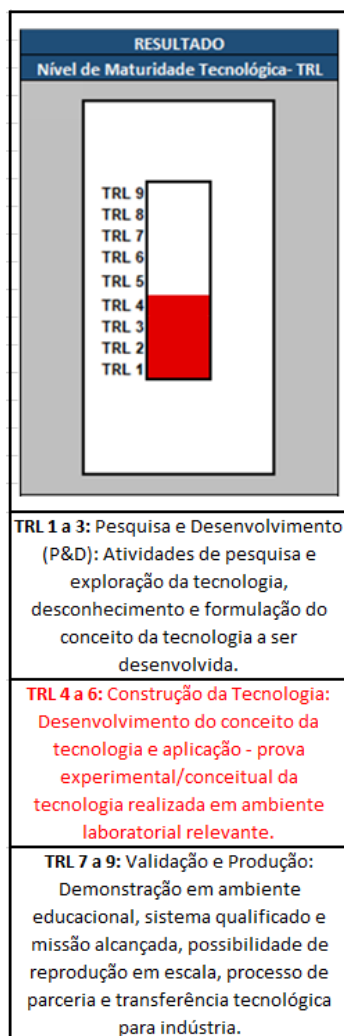 RESULTADO
Nível de Maturidade Tecnológica- TRL
TRL 9
TRL 8
TRL 7
TRL 6
TRL 5
TRL 4
TRL 3
TRL 2
TRL 1
TRL 1 a 3: Pesquisa e Desenvolvimento
(P&D): Atividades de pesquisa e
exploração da tecnologia,
desconhecimento e formulação do
conceito da tecnologia a ser
desenvolvida.
TRL 4 a 6: Construção da Tecnologia:
Desenvolvimento do conceito da
tecnologia e aplicação - prova
experimental/conceitual da
tecnologia realizada em ambiente
laboratorial relevante.
TRL 7 a 9: Validação e Produção:
Demonstração em ambiente
educacional, sistema qualificado e
missão alcançada, possibilidade de
reprodução em escala, processo de
parceria e transferência tecnológica
para indústria.